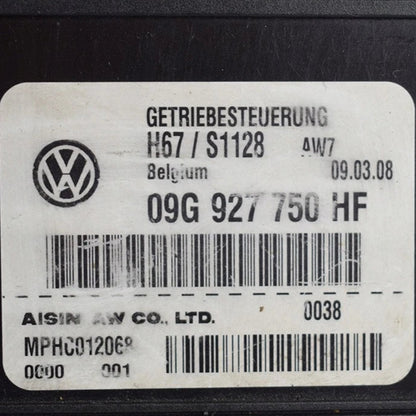 GETRIEBESTEUERUNG
H67 / S1128 AW7
Belgium 09.03.08
09G 927 750 HF
AISIN AW CO., LTD. 0038
MPHC012068
0000 001